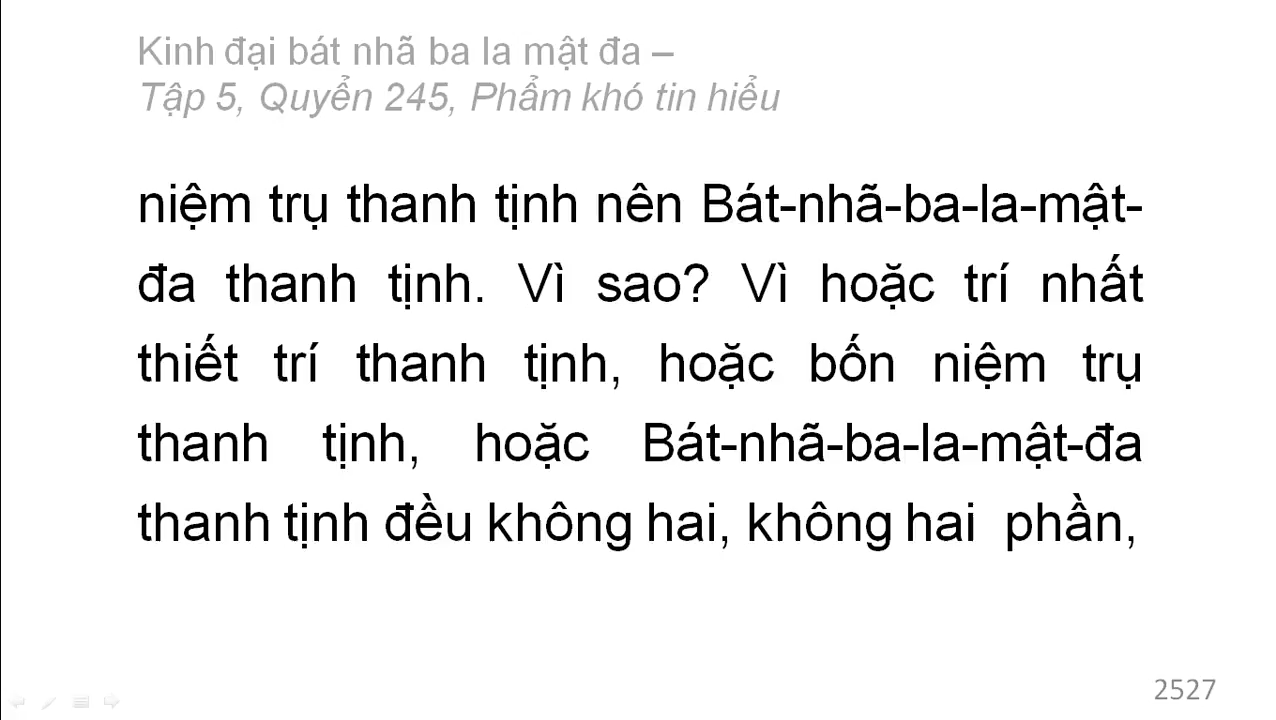 Kinh đại bát nhã ba la mật đa –
Tập 5, Quyển 245, Phẩm khó tin hiểu
niệm trụ thanh tịnh nên Bát-nhã-ba-la-mật-
đa thanh tịnh. Vì sao? Vì hoặc trí nhất
thiết trí thanh tịnh, hoặc bốn niệm trụ
thanh tịnh, hoặc Bát-nhã-ba-la-mật-đa
thanh tịnh đều không hai, không hai phần,
2527